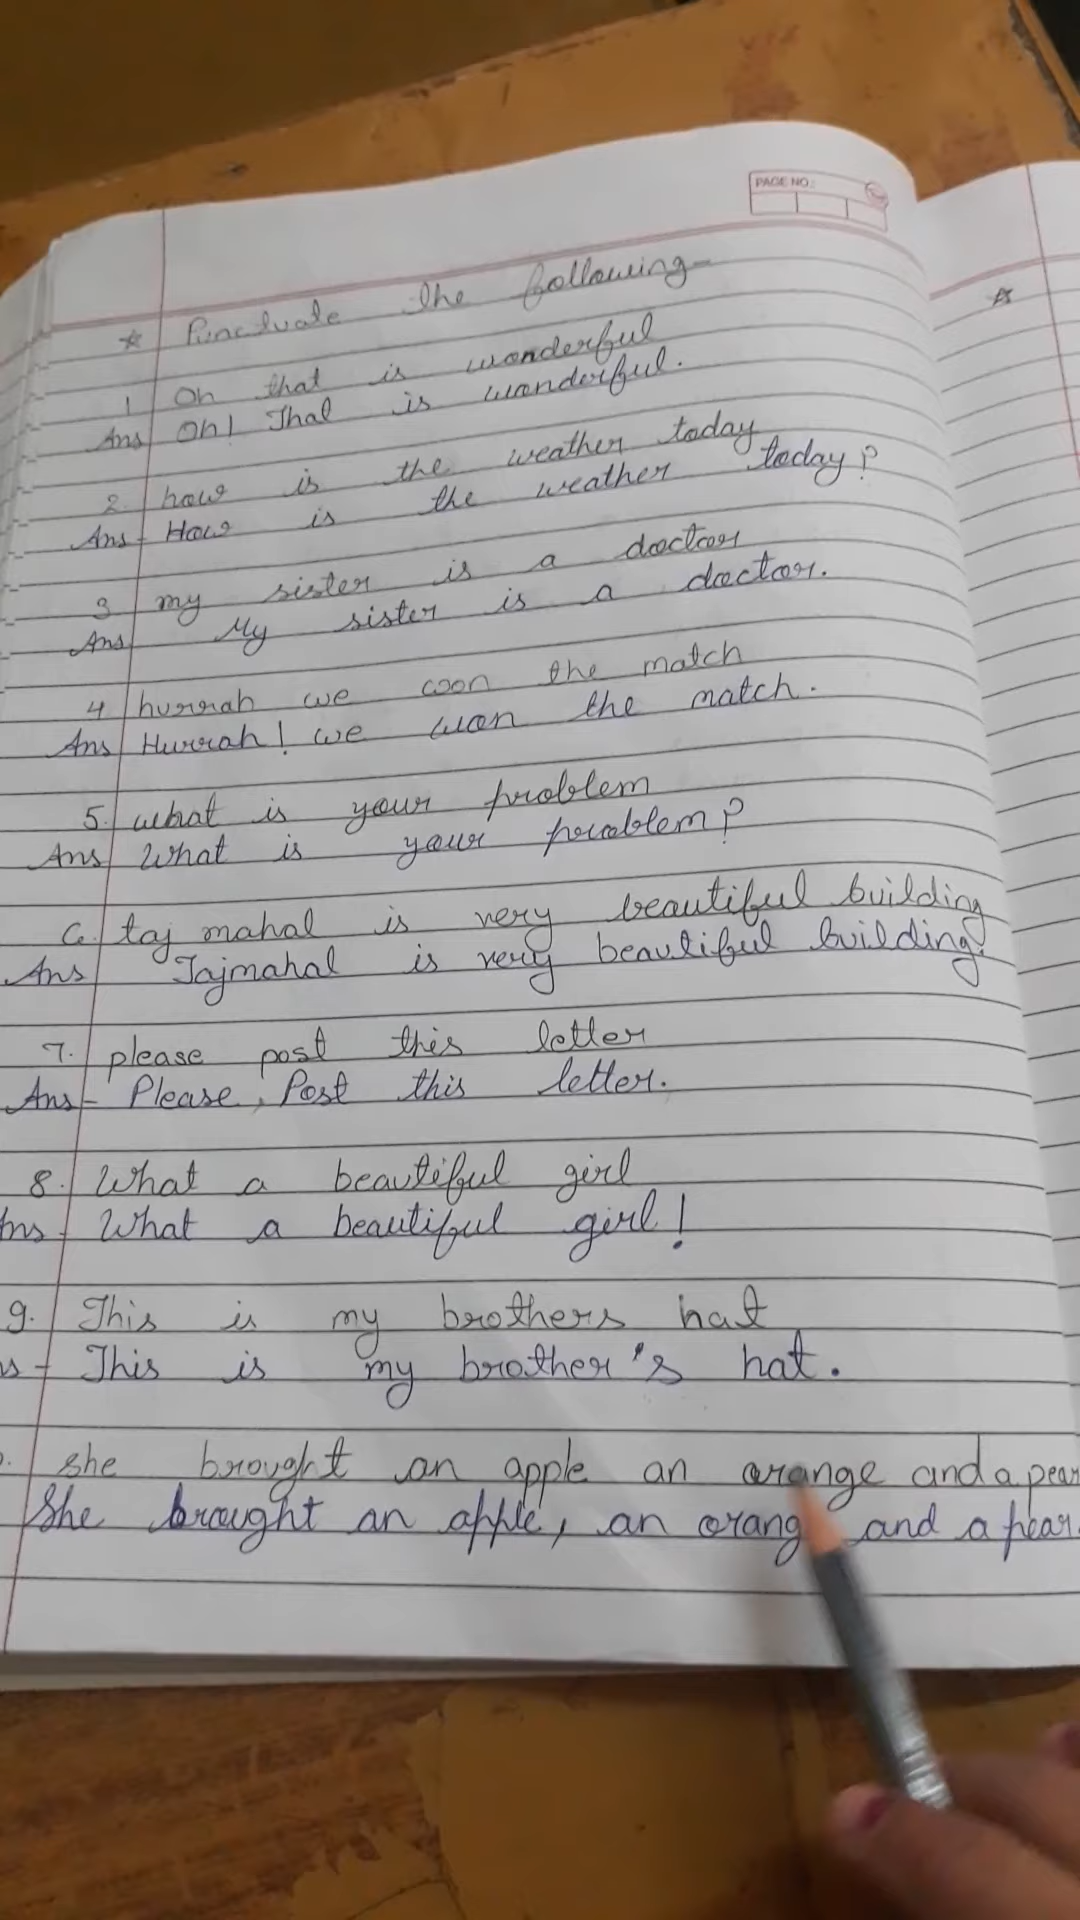 PAGE NO.:
☆ Punctuate the following-
☆
1 Oh that is wonderful
Ans Oh! That is wonderful.
2. how is the weather today
Ans- How is the weather today?
3 my sister is a doctor
Ans My sister is a doctor.
4 hurrah we won the match
Ans Hurrah! we won the match.
5. what is your problem
Ans What is your problem?
6. taj mahal is very beautiful building
Ans Tajmahal is very beautiful building.
7. please post this letter
Ans- Please, Post this letter.
8. What a beautiful girl
Ans- What a beautiful girl!
9. This is my brothers hat
s- This is my brother's hat.
. she brought an apple an orange and a pear
She brought an apple, an orang and a pear.